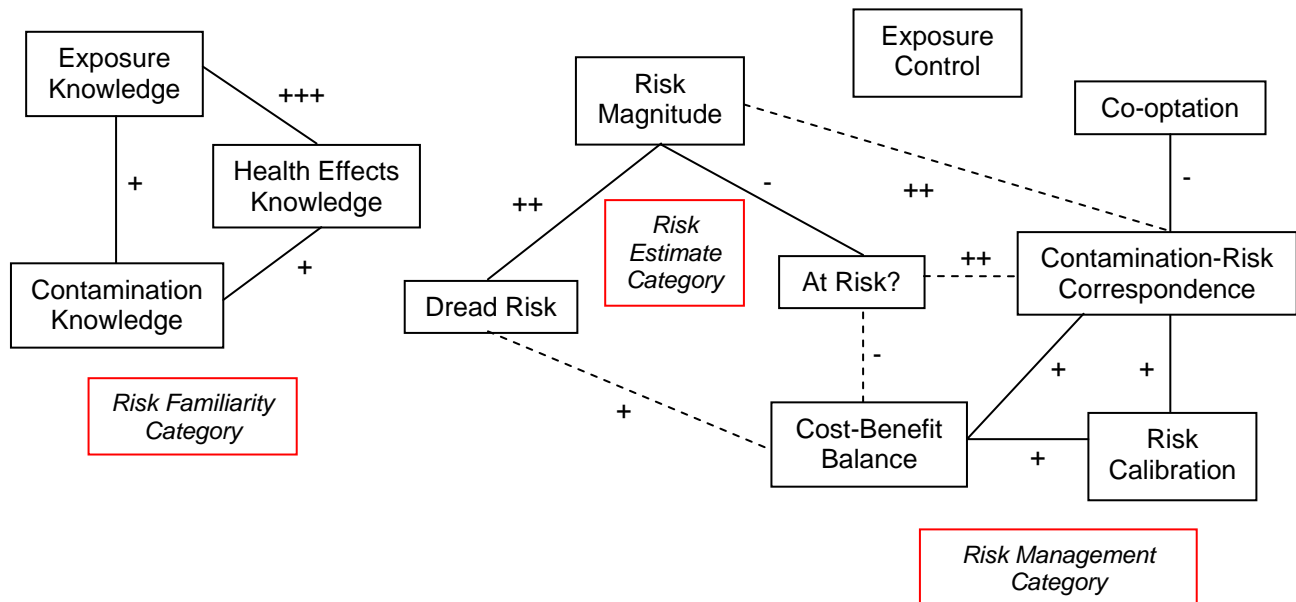 Exposure
Knowledge
+++
Health Effects
Knowledge
+
+
Contamination
Knowledge
Risk Familiarity
Category
Exposure
Control
Risk
Magnitude
Co-optation
++
-
++
-
Risk
Estimate
Category
Dread Risk
At Risk?
++
Contamination-Risk
Correspondence
+
-
+
+
Cost-Benefit
Balance
+
Risk
Calibration
Risk Management
Category